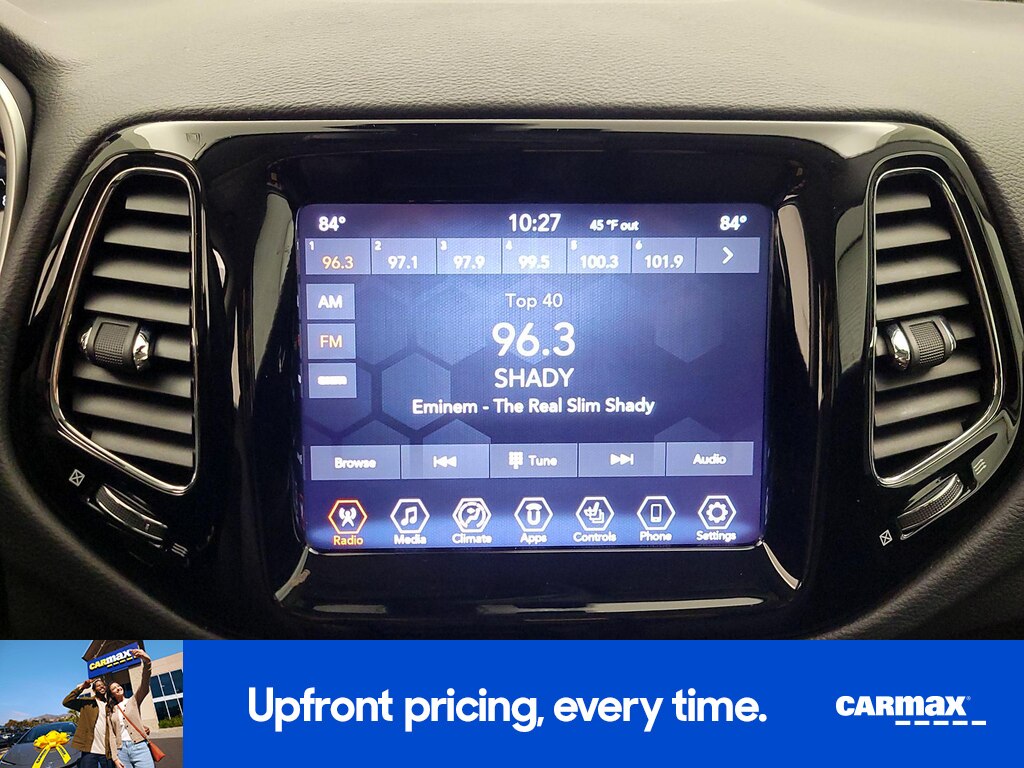 84° 10:27 45 °F out 84°
1 2 3 4 5 6
96.3 97.1 97.9 99.5 100.3 101.9
AM
Top 40
FM
96.3
SHADY
Eminem - The Real Slim Shady
Browse Tune Audio
Radio Media Climate Apps Controls Phone Settings
CARMAX
Upfront pricing, every time.
CARMAX